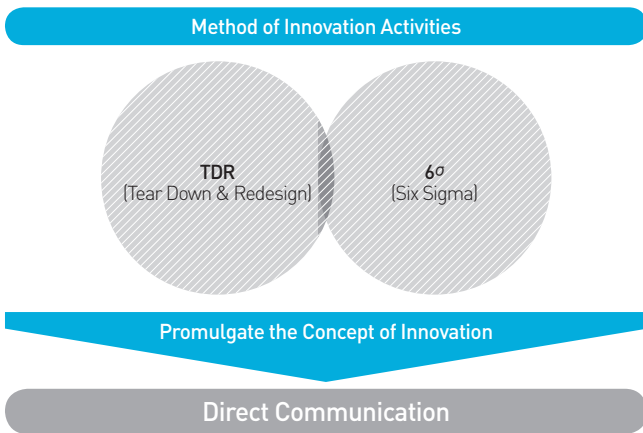 Method of Innovation Activities
TDR
(Tear Down & Redesign)
6σ
(Six Sigma)
Promulgate the Concept of Innovation
Direct Communication